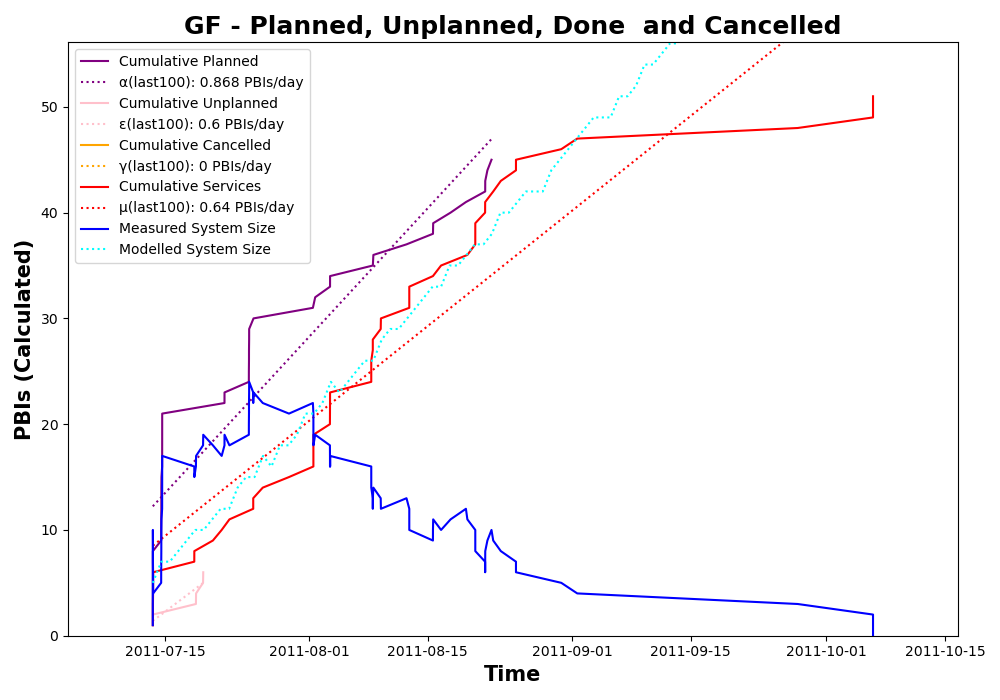 GF - Planned, Unplanned, Done  and Cancelled
Cumulative Planned
α(last100): 0.868 PBIs/day
Cumulative Unplanned
ε(last100): 0.6 PBIs/day
Cumulative Cancelled
γ(last100): 0 PBIs/day
Cumulative Services
μ(last100): 0.64 PBIs/day
Measured System Size
Modelled System Size
PBIs (Calculated)
50
40
30
20
10
0
2011-07-15
2011-08-01
2011-08-15
2011-09-01
2011-09-15
2011-10-01
2011-10-15
Time